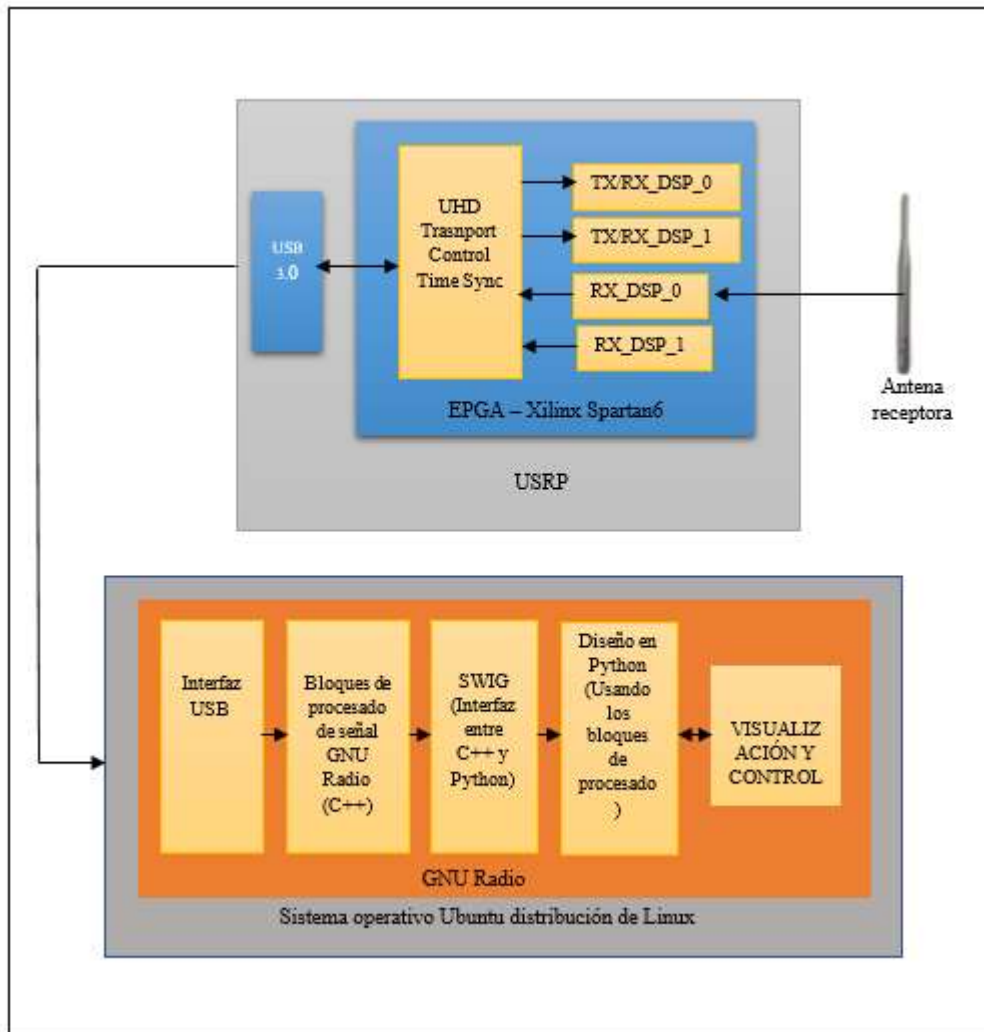 USB
3.0
UHD
Trasnport
Control
Time Sync
TX/RX_DSP_0
TX/RX_DSP_1
RX_DSP_0
RX_DSP_1
EPGA – Xilinx Spartan6
USRP
Antena
receptora
Interfaz
USB
Bloques de
procesado
de señal
GNU
Radio
(C++)
SWIG
(Interfaz
entre
C++ y
Python)
Diseño en
Python
(Usando
los
bloques
de
procesado
)
VISUALIZ
ACIÓN Y
CONTROL
GNU Radio
Sistema operativo Ubuntu distribución de Linux